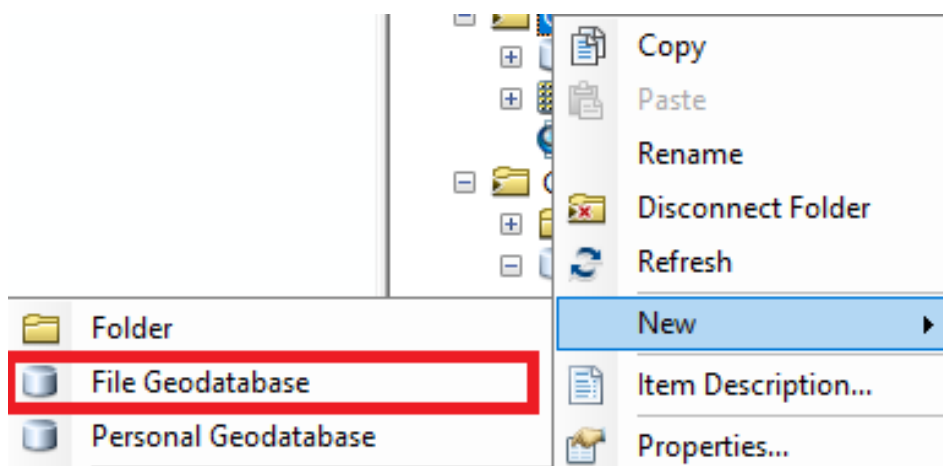 Copy
Paste
Rename
Disconnect Folder
Refresh
New
Folder
File Geodatabase
Personal Geodatabase
Item Description...
Properties...